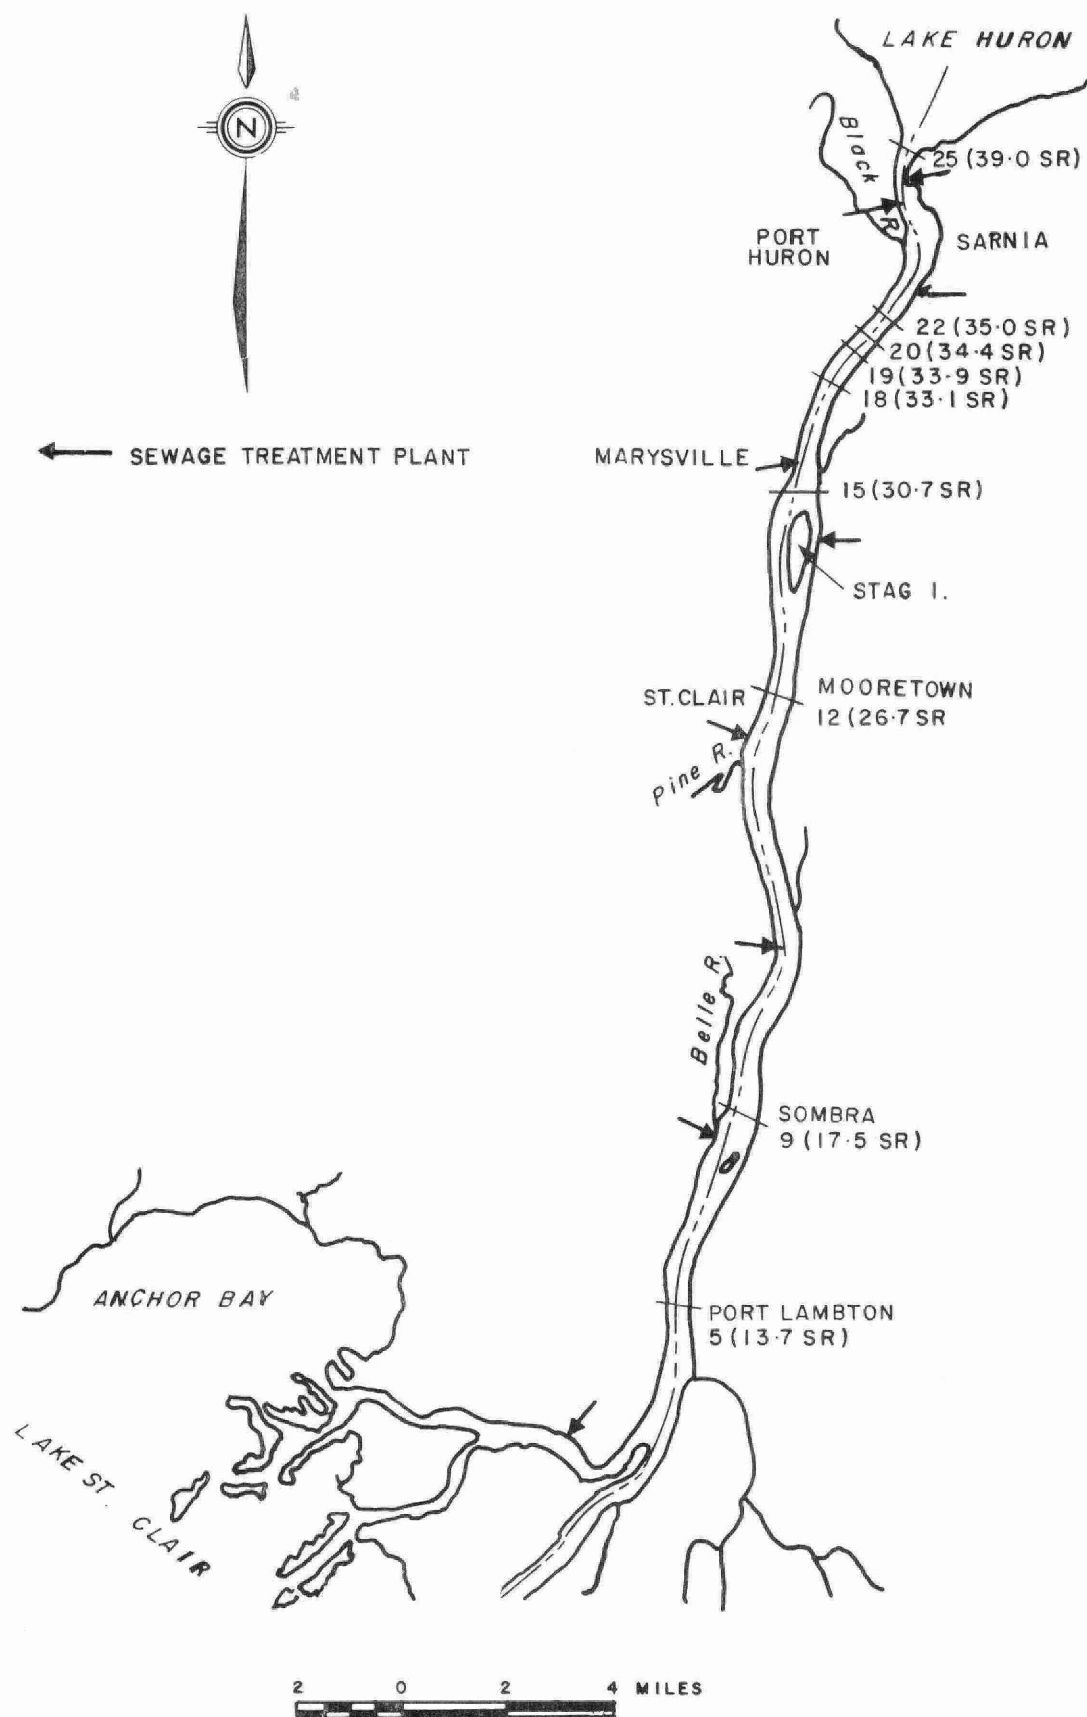 LAKE HURON
N
Black R
25 (39·0 SR)
PORT
HURON
SARNIA
22 (35·0 SR)
20 (34·4 SR)
19 (33·9 SR)
18 (33·1 SR)
SEWAGE TREATMENT PLANT
MARYSVILLE
15 (30·7 SR)
STAG I.
ST. CLAIR
MOORETOWN
12 (26·7 SR
Pine R.
Belle R.
SOMBRA
9 (17·5 SR)
ANCHOR BAY
PORT LAMBTON
5 (13·7 SR)
LAKE ST. CLAIR
2 0 2 4 MILES